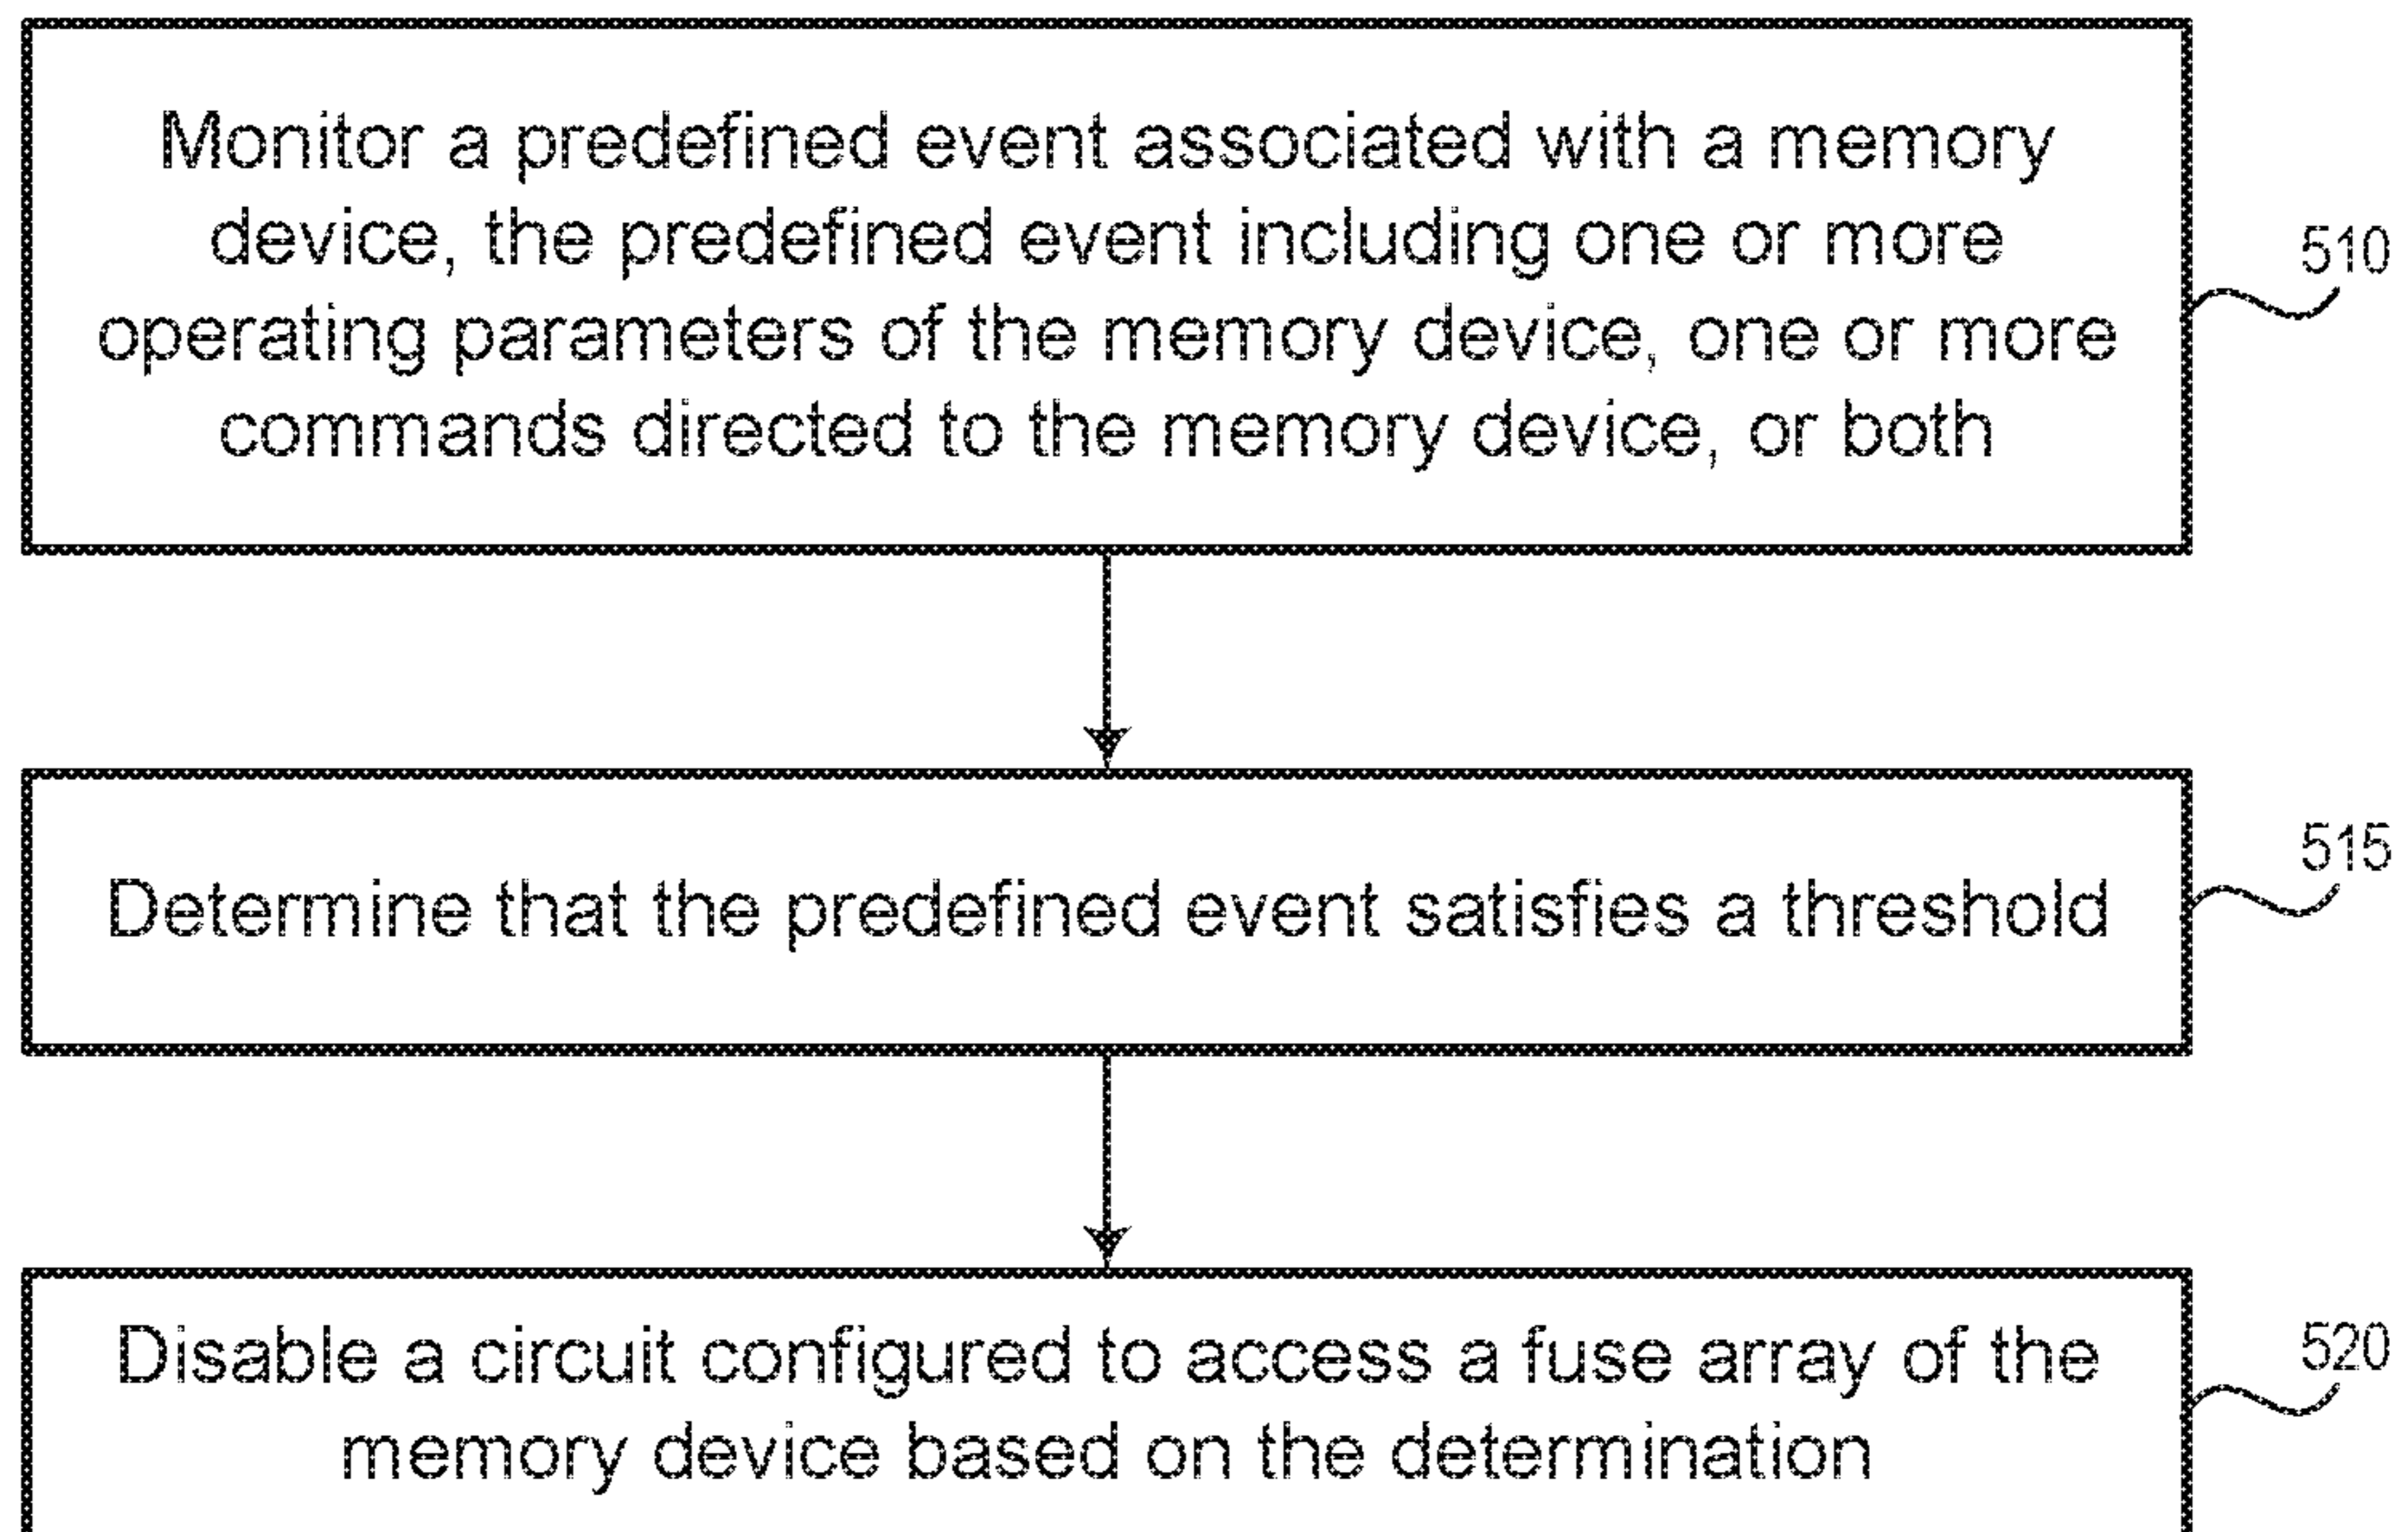 Monitor a predefined event associated with a memory
device, the predefined event including one or more
operating parameters of the memory device, one or more
commands directed to the memory device, or both
510
Determine that the predefined event satisfies a threshold
515
Disable a circuit configured to access a fuse array of the
memory device based on the determination
520